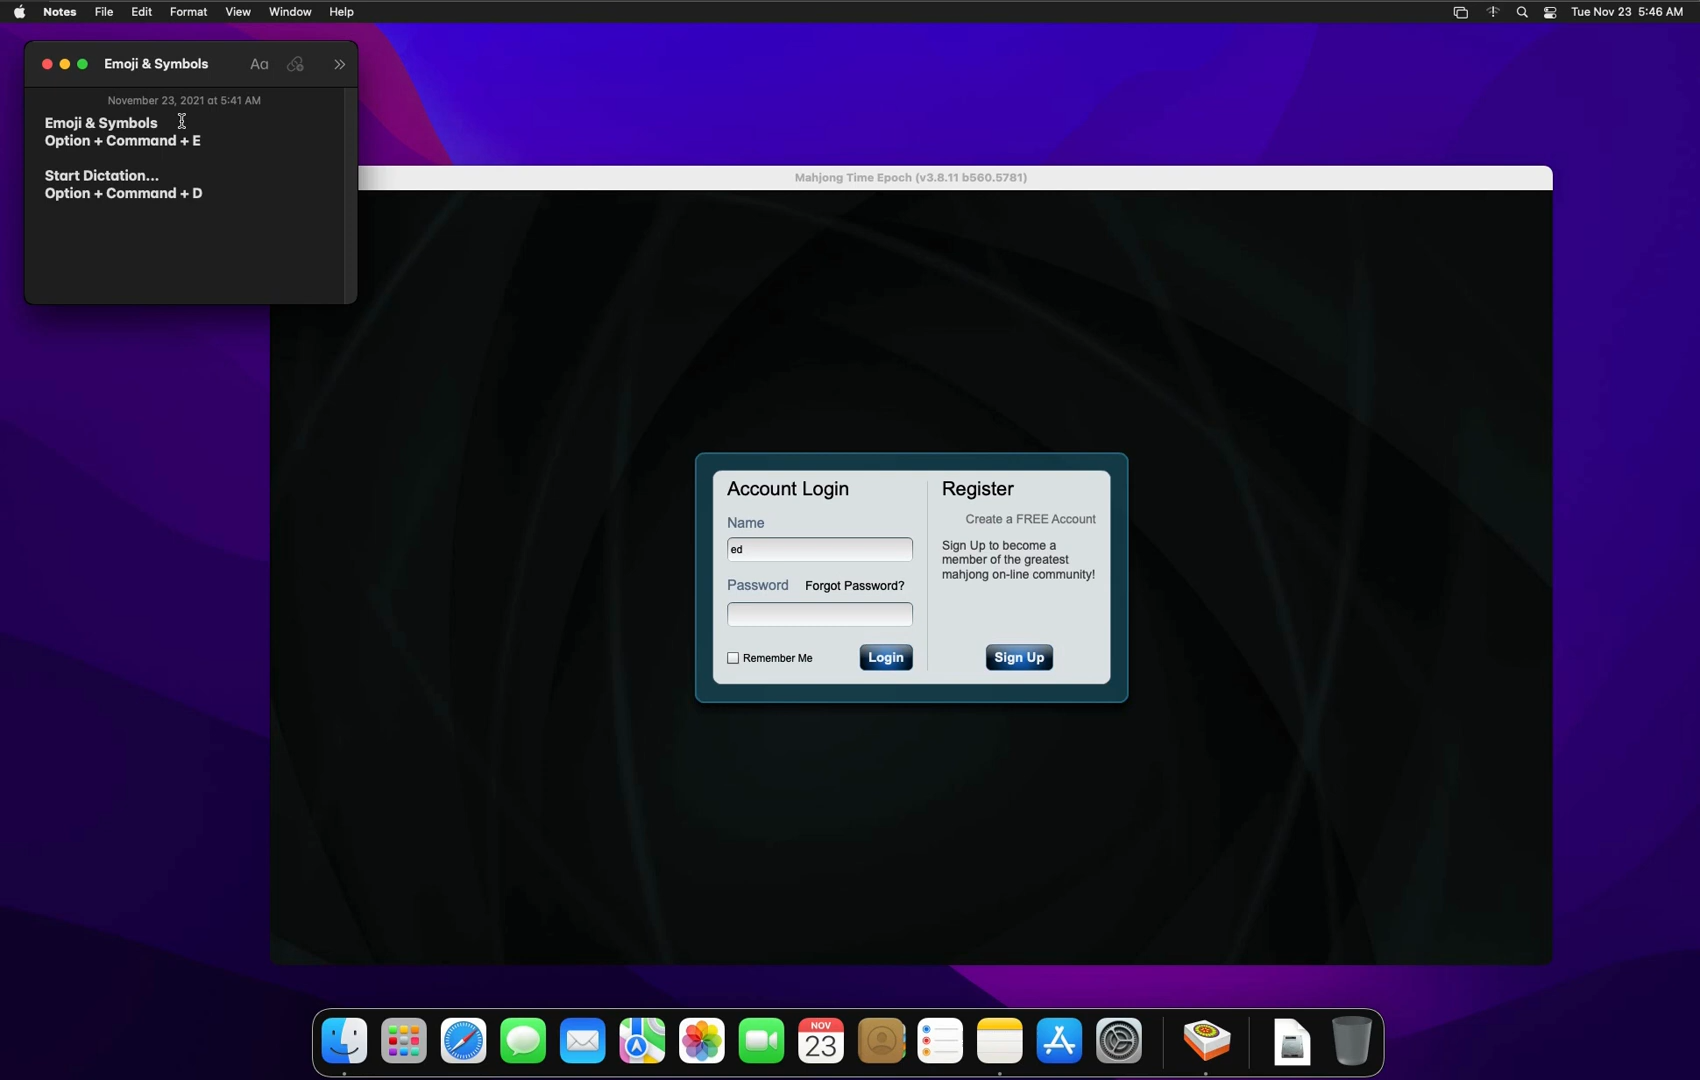 Notes File Edit Format View Window Help
Tue Nov 23 5:46 AM
Emoji & Symbols
Aa
November 23, 2021 at 5:41 AM
Emoji & Symbols
Option + Command + E
Start Dictation...
Option + Command + D
Mahjong Time Epoch (v3.8.11 b560.5781)
Account Login
Name
ed
Password Forgot Password?
Remember Me
Login
Register
Create a FREE Account
Sign Up to become a
member of the greatest
mahjong on-line community!
Sign Up
NOV
23